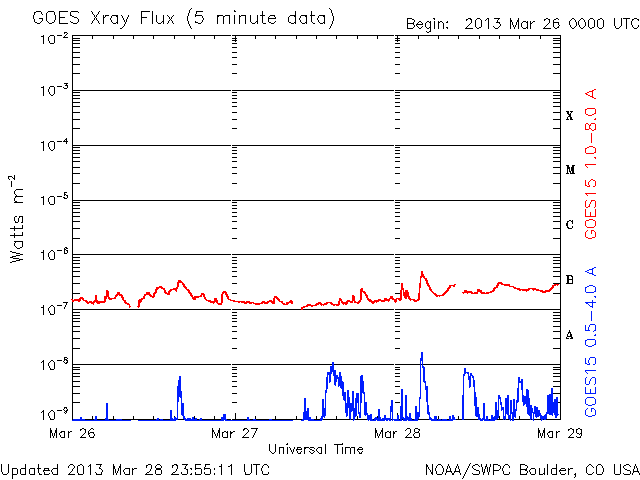 GOES Xray Flux (5 minute data)
Begin: 2013 Mar 26 0000 UTC
10⁻²
10⁻³
10⁻⁴
10⁻⁵
10⁻⁶
10⁻⁷
10⁻⁸
10⁻⁹
Watts m⁻²
X
M
C
B
A
GOES15 1.0–8.0 A
GOES15 0.5–4.0 A
Mar 26
Mar 27
Mar 28
Mar 29
Universal Time
Updated 2013 Mar 28 23:55:11 UTC
NOAA/SWPC Boulder, CO USA